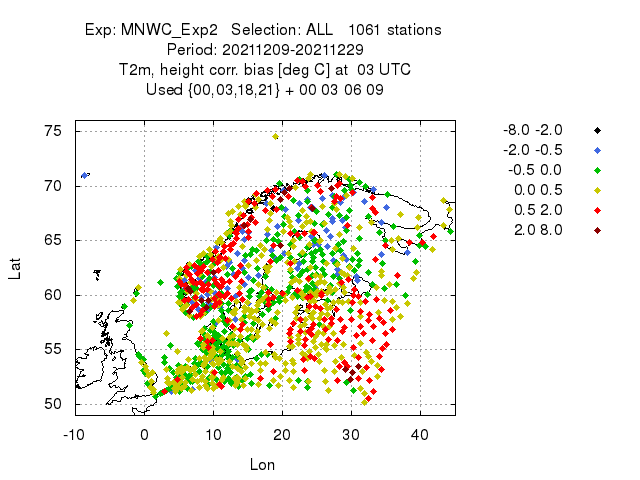 Exp: MNWC_Exp2   Selection: ALL   1061 stations
Period: 20211209-20211229
T2m, height corr. bias [deg C] at  03 UTC
Used {00,03,18,21} + 00 03 06 09
-8.0 -2.0
-2.0 -0.5
-0.5 0.0
0.0 0.5
0.5 2.0
2.0 8.0
75
70
65
60
55
50
Lat
-10 0 10 20 30 40
Lon